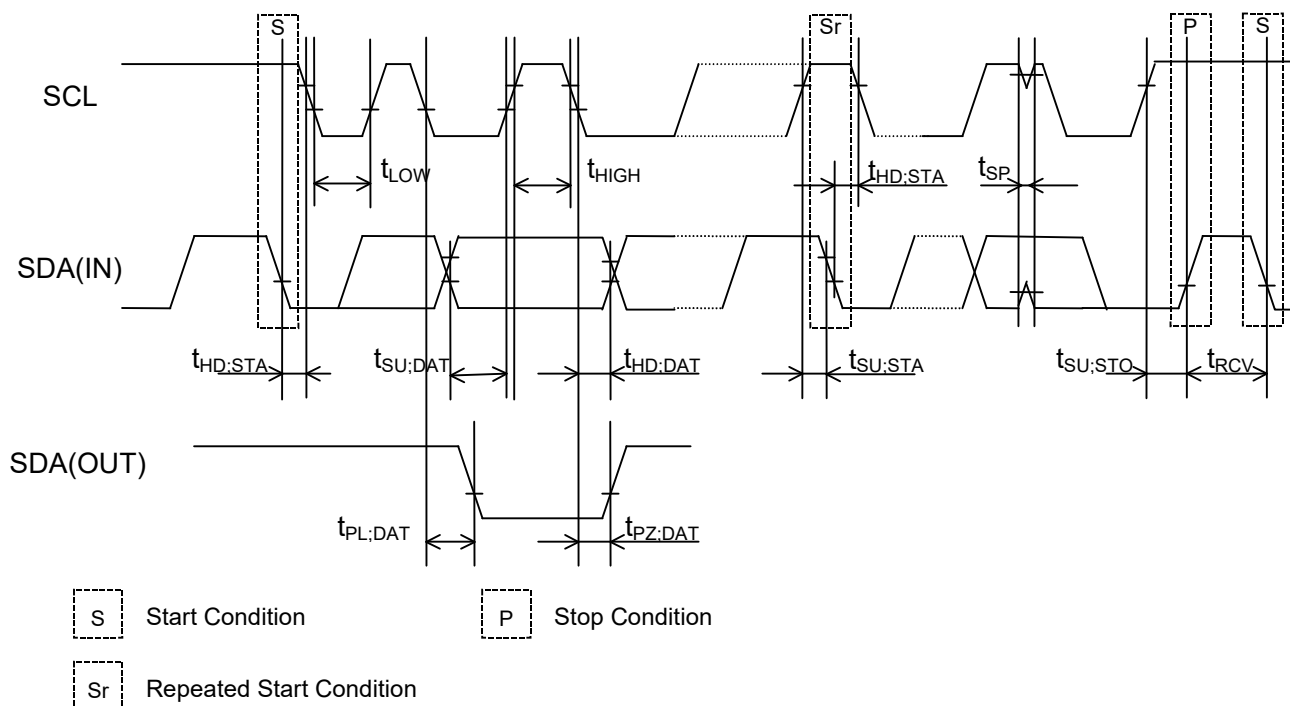 S Sr P S
SCL
tLOW tHIGH tHD;STA tSP
SDA(IN)
tHD;STA tSU;DAT tHD;DAT tSU;STA tSU;STO tRCV
SDA(OUT)
tPL;DAT tPZ;DAT
S Start Condition P Stop Condition
Sr Repeated Start Condition